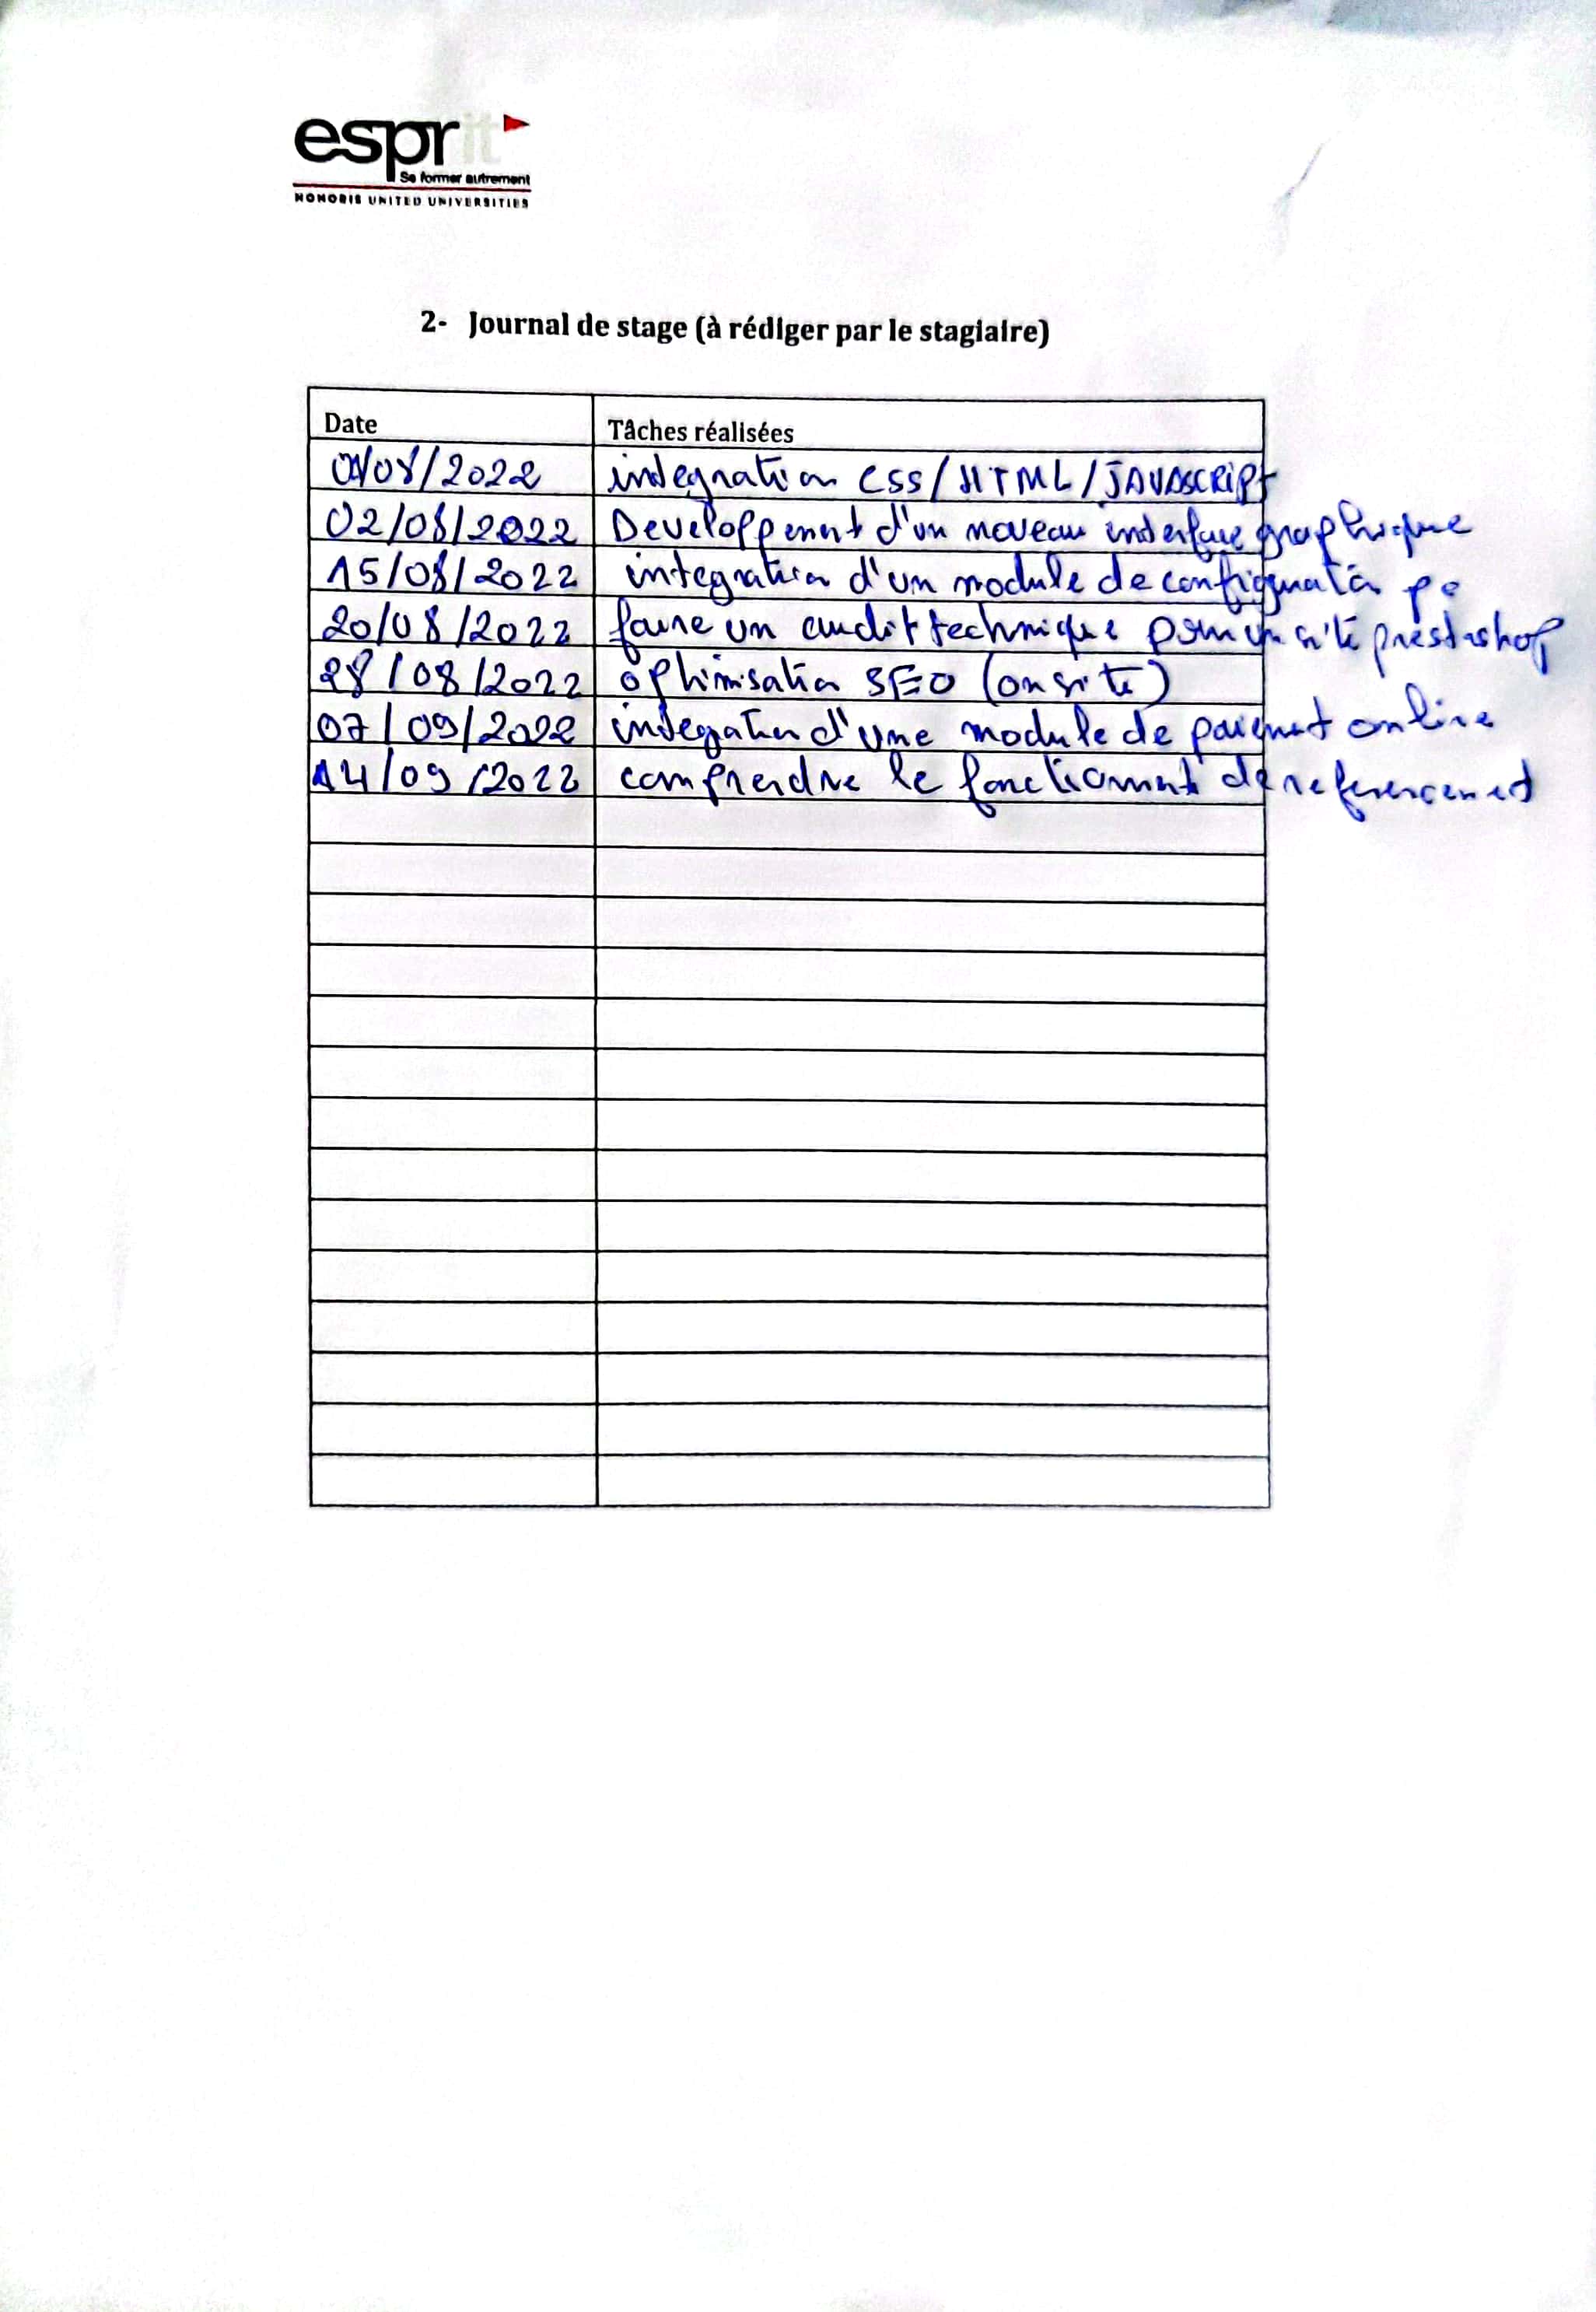 esprit
Se former autrement
HONORIS UNITED UNIVERSITIES
2- Journal de stage (à rédiger par le stagiaire)
Date Tâches réalisées
01/08/2022 integration CSS/HTML/JAVASCRIPT
02/08/2022 Developpement d'un noveau interface graphique
15/08/2022 integration d'un module de configuration
20/08/2022 faire un audit technique pour un site prestashop
28/08/2022 optimisation SEO (on site)
07/09/2022 integration d'une module de paiement online
14/09/2022 comprendre le fonctionnement de referencement